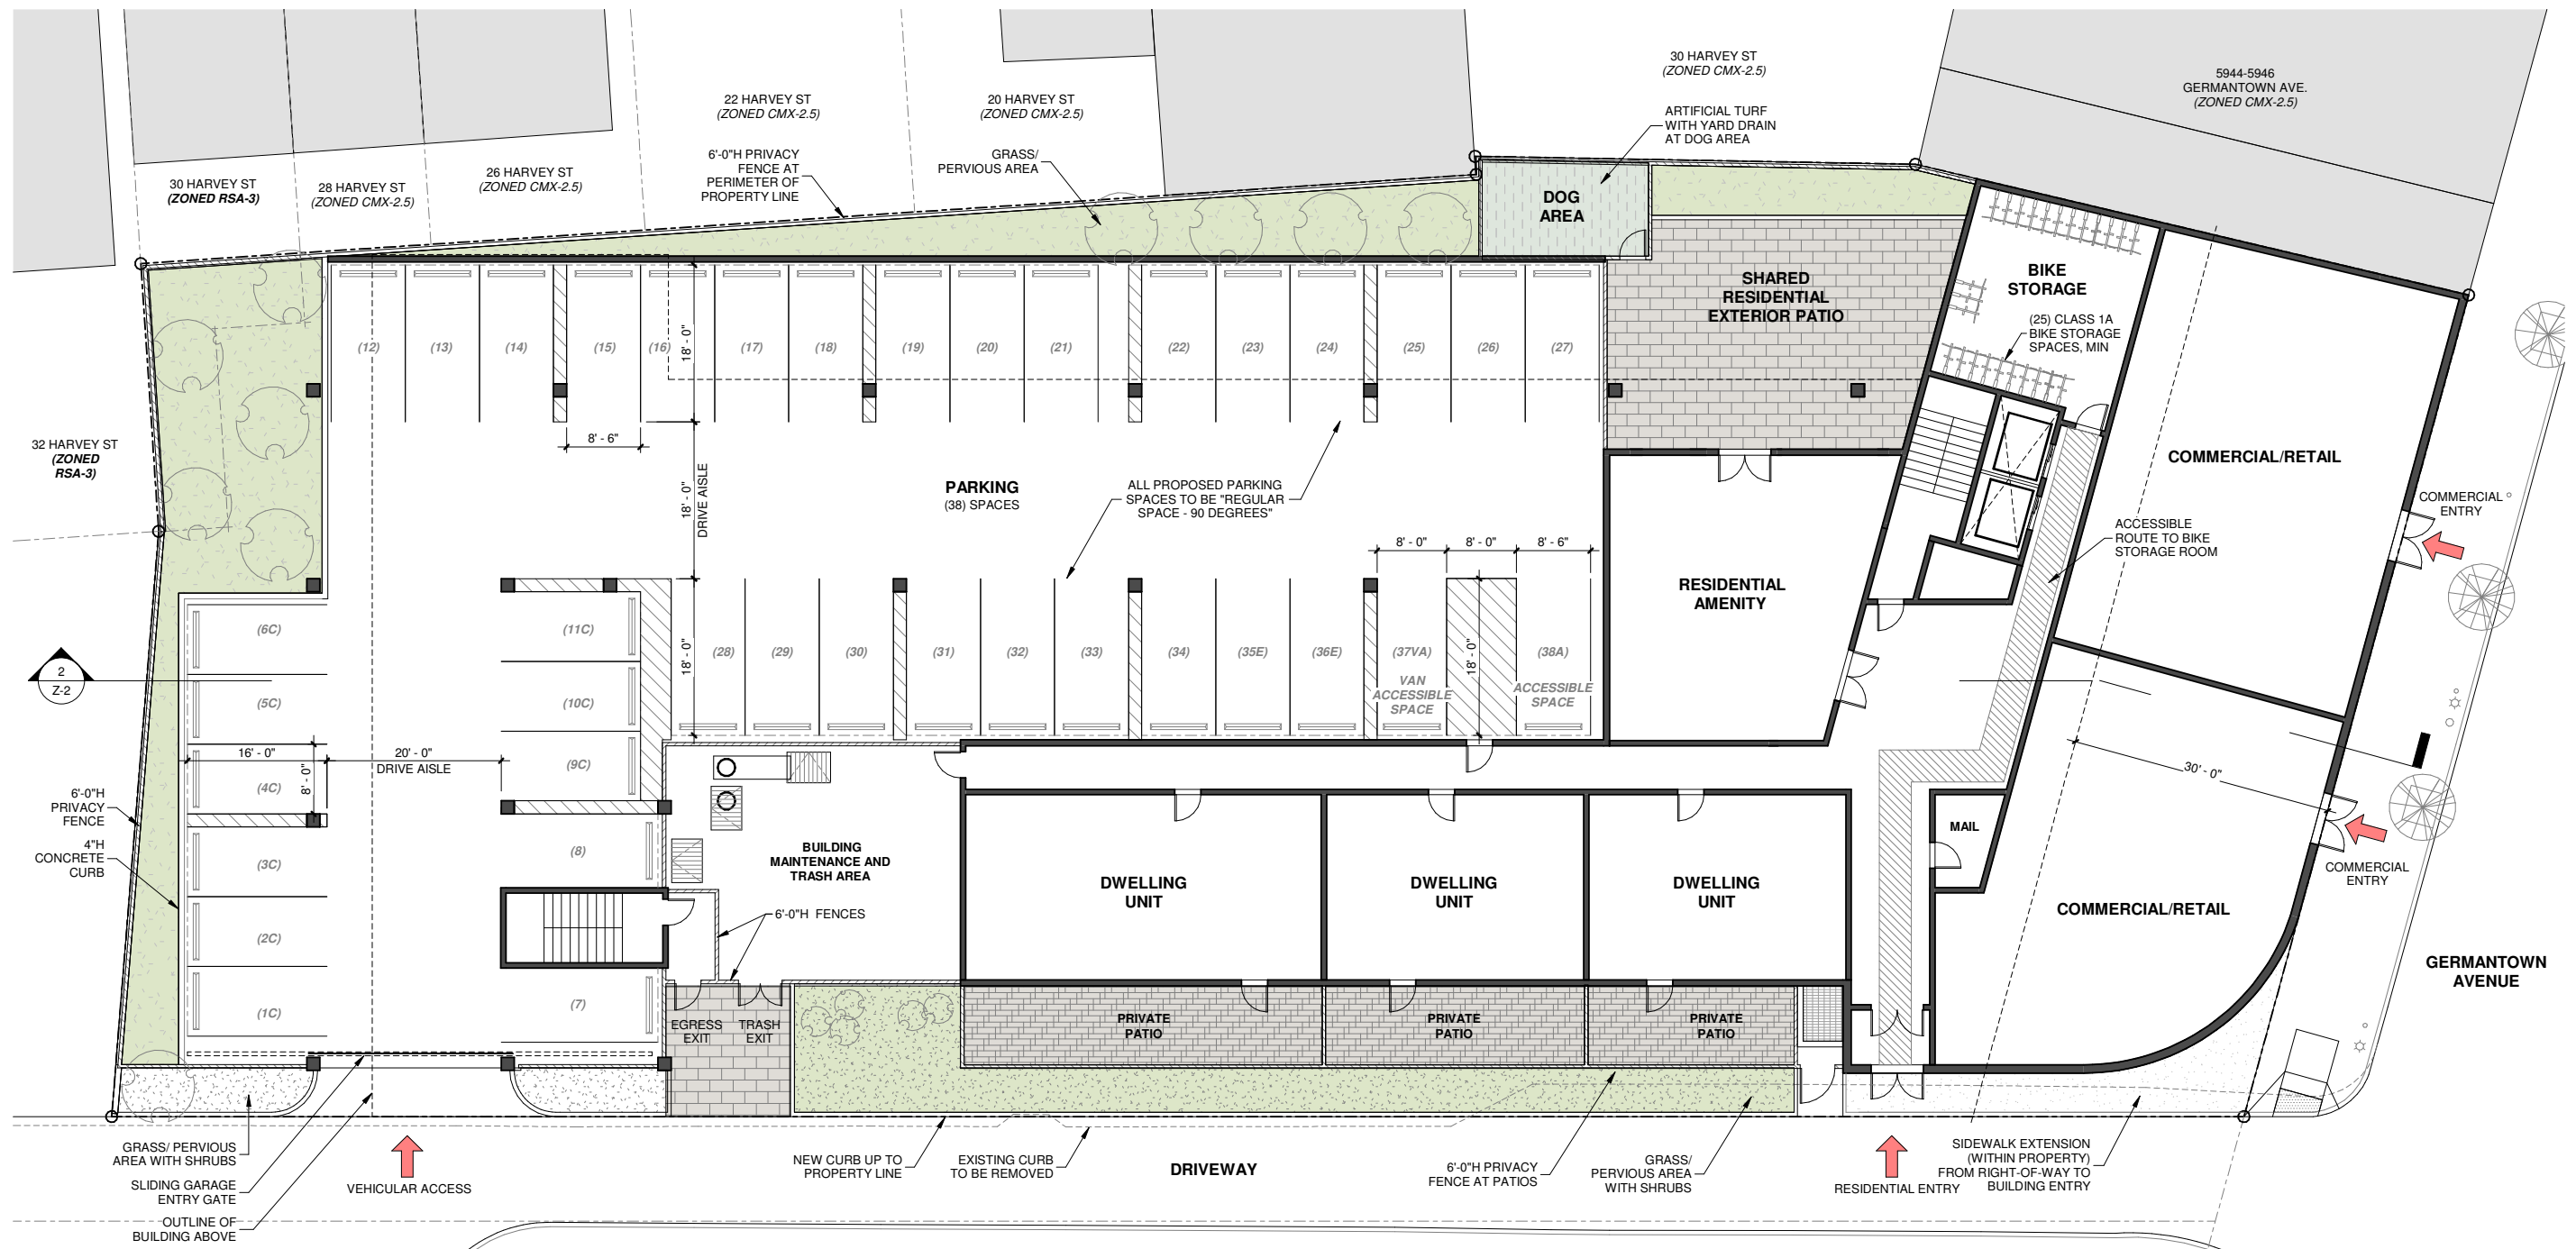 30 HARVEY ST
(ZONED CMX-2.5)
5944-5946
GERMANTOWN AVE.
(ZONED CMX-2.5)
22 HARVEY ST
(ZONED CMX-2.5)
20 HARVEY ST
(ZONED CMX-2.5)
ARTIFICIAL TURF
WITH YARD DRAIN
AT DOG AREA
6'-0"H PRIVACY
FENCE AT
PERIMETER OF
PROPERTY LINE
GRASS/
PERVIOUS AREA
26 HARVEY ST
(ZONED CMX-2.5)
30 HARVEY ST
(ZONED RSA-3)
28 HARVEY ST
(ZONED CMX-2.5)
DOG
AREA
SHARED
RESIDENTIAL
EXTERIOR PATIO
BIKE
STORAGE
(25) CLASS 1A
BIKE STORAGE
SPACES, MIN
(12)
(13)
(14)
(15)
(16)
18' - 0"
(17)
(18)
(19)
(20)
(21)
(22)
(23)
(24)
(25)
(26)
(27)
32 HARVEY ST
(ZONED
RSA-3)
8' - 6"
18' - 0"
DRIVE AISLE
PARKING
(38) SPACES
ALL PROPOSED PARKING
SPACES TO BE "REGULAR
SPACE - 90 DEGREES"
COMMERCIAL/RETAIL
COMMERCIAL
ENTRY
ACCESSIBLE
ROUTE TO BIKE
STORAGE ROOM
8' - 0"
8' - 0"
8' - 6"
RESIDENTIAL
AMENITY
(6C)
(11C)
18' - 0"
(28)
(29)
(30)
(31)
(32)
(33)
(34)
(35E)
(36E)
(37VA)
VAN
ACCESSIBLE
SPACE
18' - 0"
(38A)
ACCESSIBLE
SPACE
2
Z-2
(5C)
(10C)
16' - 0"
20' - 0"
DRIVE AISLE
(9C)
(4C)
8' - 0"
30' - 0"
6'-0"H
PRIVACY
FENCE
4"H
CONCRETE
CURB
(3C)
(8)
BUILDING
MAINTENANCE AND
TRASH AREA
MAIL
COMMERCIAL
ENTRY
DWELLING
UNIT
DWELLING
UNIT
DWELLING
UNIT
COMMERCIAL/RETAIL
6'-0"H FENCES
(2C)
GERMANTOWN
AVENUE
(1C)
(7)
EGRESS
EXIT
TRASH
EXIT
PRIVATE
PATIO
PRIVATE
PATIO
PRIVATE
PATIO
GRASS/ PERVIOUS
AREA WITH SHRUBS
SLIDING GARAGE
ENTRY GATE
OUTLINE OF
BUILDING ABOVE
VEHICULAR ACCESS
NEW CURB UP TO
PROPERTY LINE
EXISTING CURB
TO BE REMOVED
DRIVEWAY
6'-0"H PRIVACY
FENCE AT PATIOS
GRASS/
PERVIOUS AREA
WITH SHRUBS
RESIDENTIAL ENTRY
SIDEWALK EXTENSION
(WITHIN PROPERTY)
FROM RIGHT-OF-WAY TO
BUILDING ENTRY